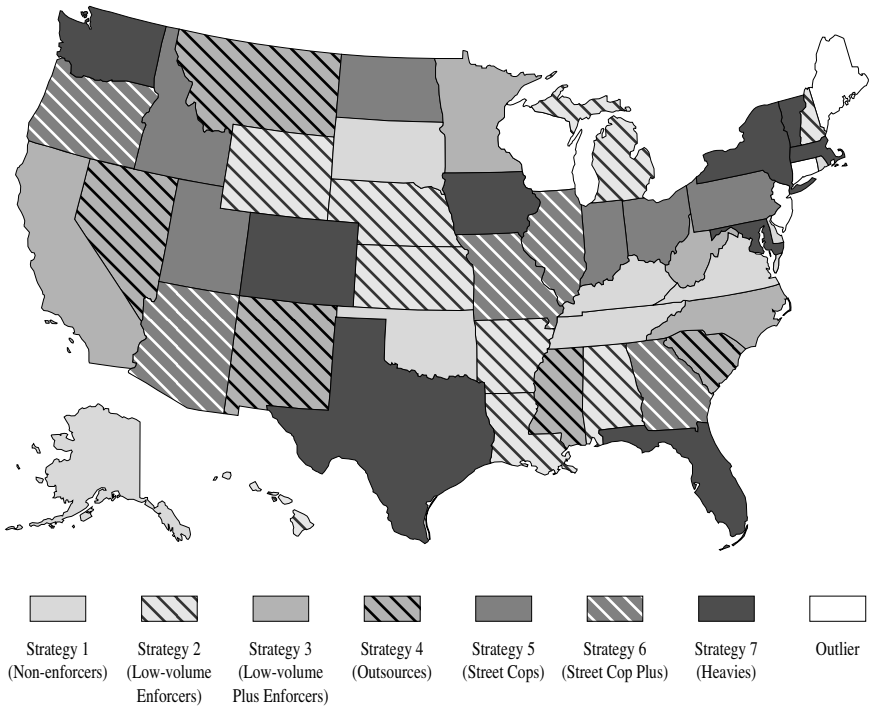 Strategy 1
(Non-enforcers)
Strategy 2
(Low-volume
Enforcers)
Strategy 3
(Low-volume
Plus Enforcers)
Strategy 4
(Outsources)
Strategy 5
(Street Cops)
Strategy 6
(Street Cop Plus)
Strategy 7
(Heavies)
Outlier